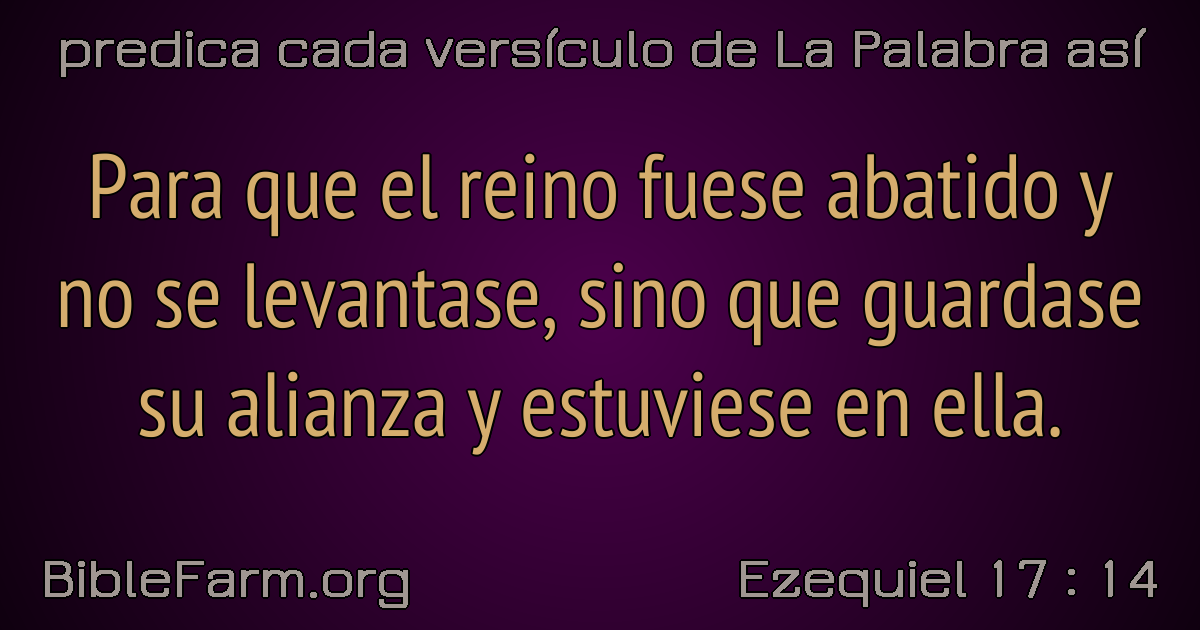 predica cada versículo de La Palabra así
Para que el reino fuese abatido y
no se levantase, sino que guardase
su alianza y estuviese en ella.
BibleFarm.org
Ezequiel 17 : 14